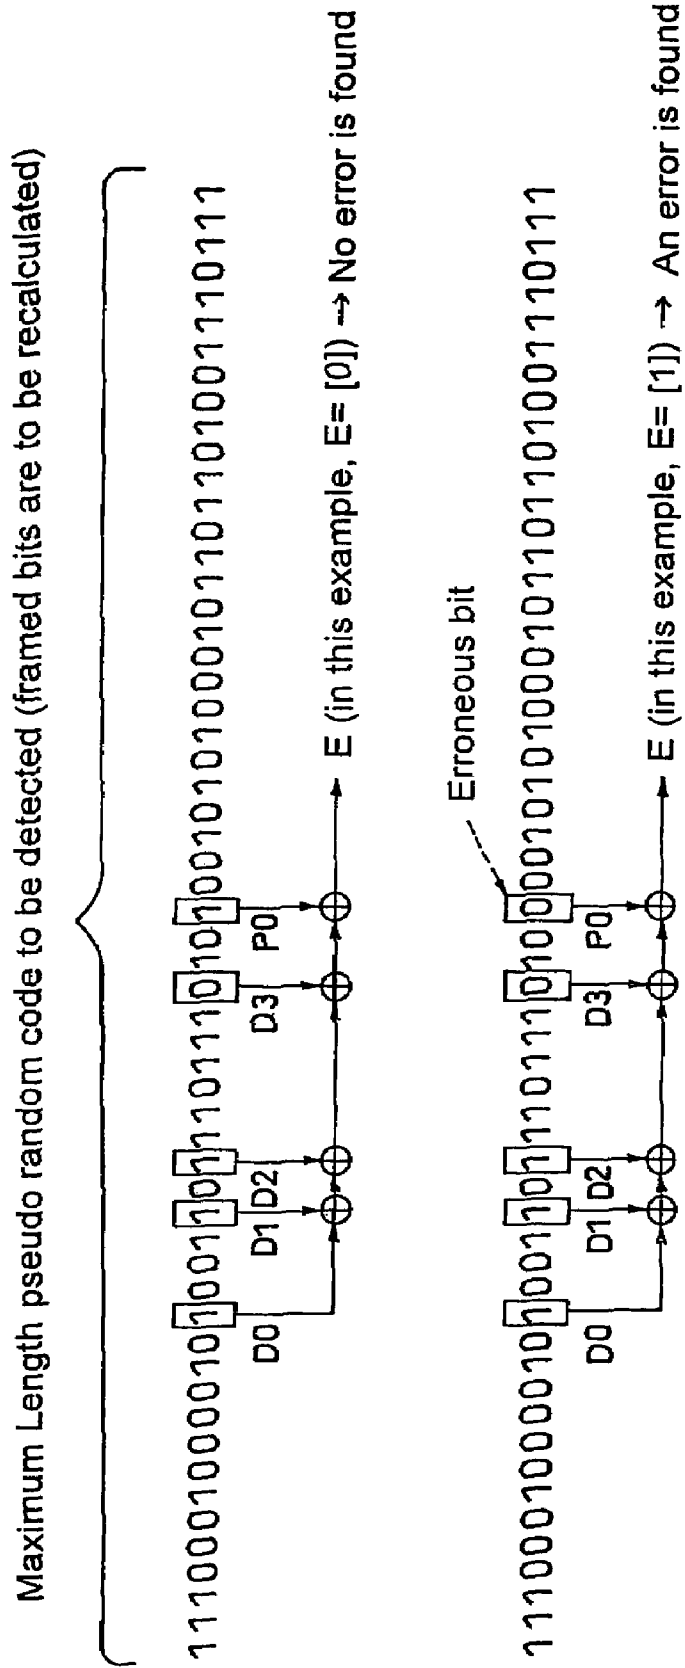 Maximum Length pseudo random code to be detected (framed bits are to be recalculated)
1110001000010100110111011101010010101000101101101001110111
D0 D1 D2 D3 P0
E (in this example, E= [0]) → No error is found
Erroneous bit
1110001000010100110111011101000010101000101101101001110111
D0 D1 D2 D3 P0
E (in this example, E= [1]) → An error is found